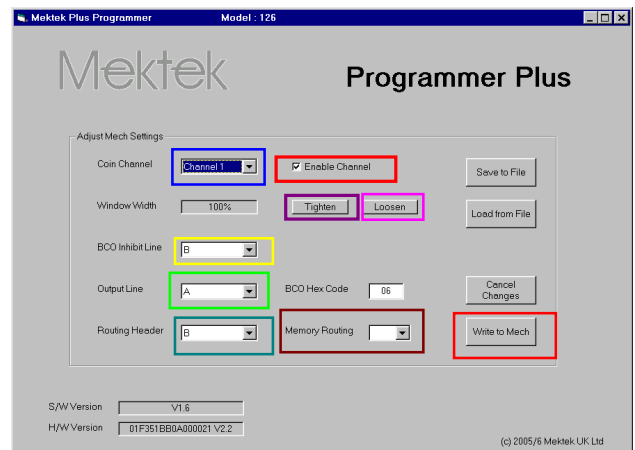 Mektek Plus Programmer Model : 126
Mektek
Programmer Plus
Adjust Mech Settings
Coin Channel Channel 1 Enable Channel Save to File
Window Width 100% Tighten Loosen Load from File
BCO Inhibit Line B
Output Line A BCO Hex Code 06 Cancel Changes
Routing Header B Memory Routing Write to Mech
S/W Version V1.6
H/W Version 01F351BB0A000021 V2.2
(c) 2005/6 Mektek UK Ltd